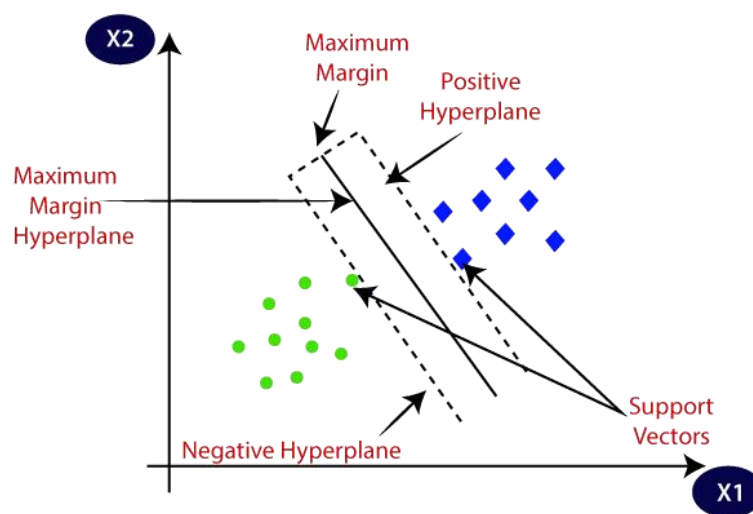 X2
Maximum
Margin
Positive
Hyperplane
Maximum
Margin
Hyperplane
Support
Vectors
Negative Hyperplane
X1